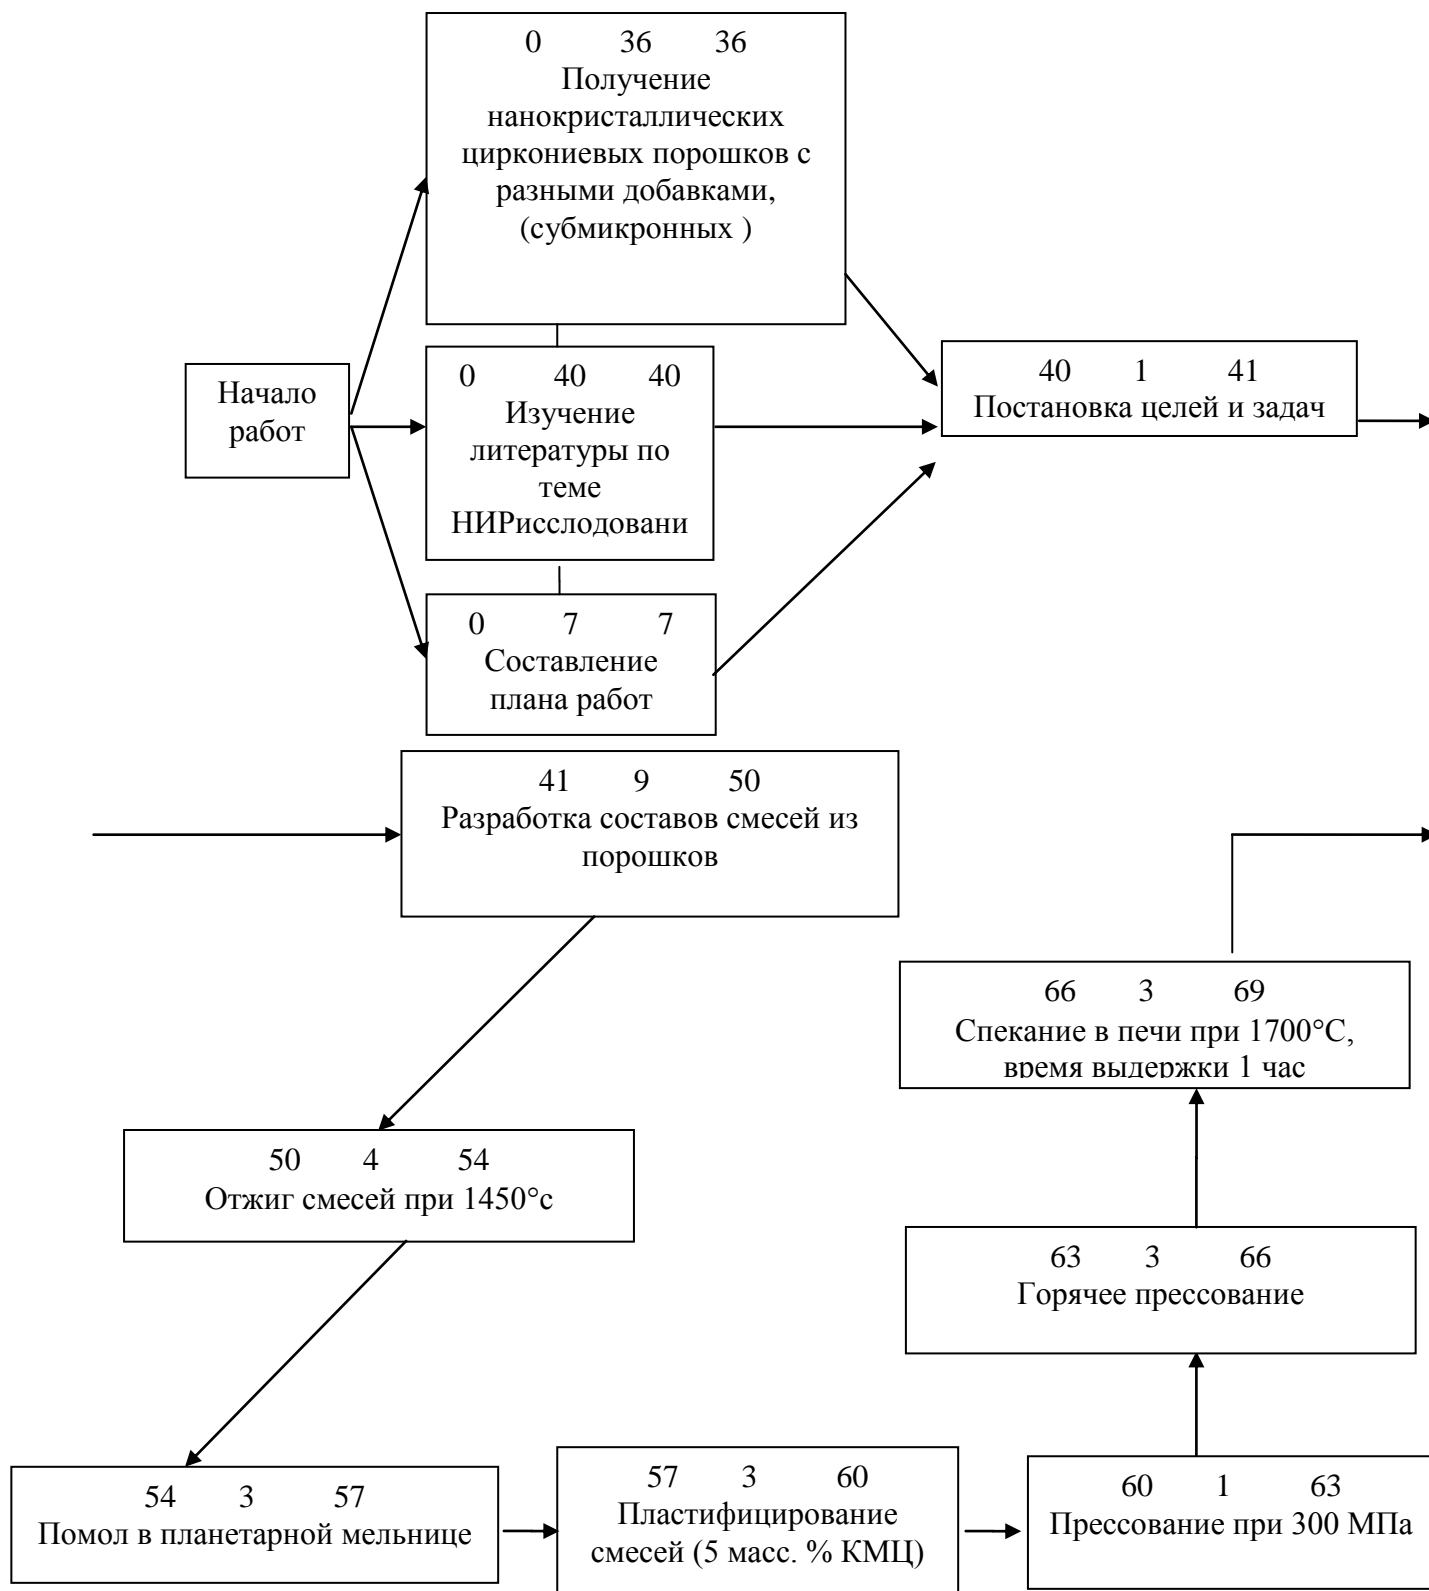 0 36 36
Получение
нанокристаллических
циркониевых порошков с
разными добавками,
(субмикронных )
Начало
работ
0 40 40
Изучение
литературы по
теме
НИРисслодовани
40 1 41
Постановка целей и задач
0 7 7
Составление
плана работ
41 9 50
Разработка составов смесей из
порошков
66 3 69
Спекание в печи при 1700°С,
время выдержки 1 час
50 4 54
Отжиг смесей при 1450°с
63 3 66
Горячее прессование
54 3 57
Помол в планетарной мельнице
57 3 60
Пластифицирование
смесей (5 масс. % КМЦ)
60 1 63
Прессование при 300 МПа